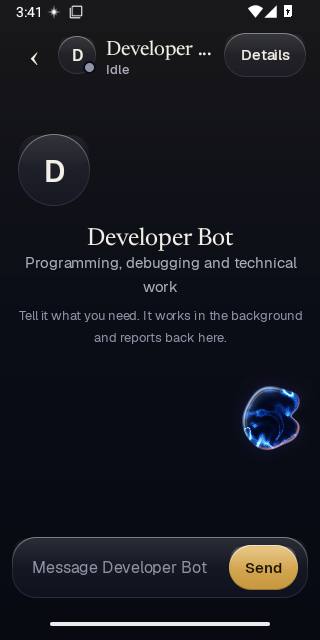 3:41
D
Developer ...
Idle
Details
D
Developer Bot
Programming, debugging and technical
work
Tell it what you need. It works in the background
and reports back here.
Message Developer Bot
Send